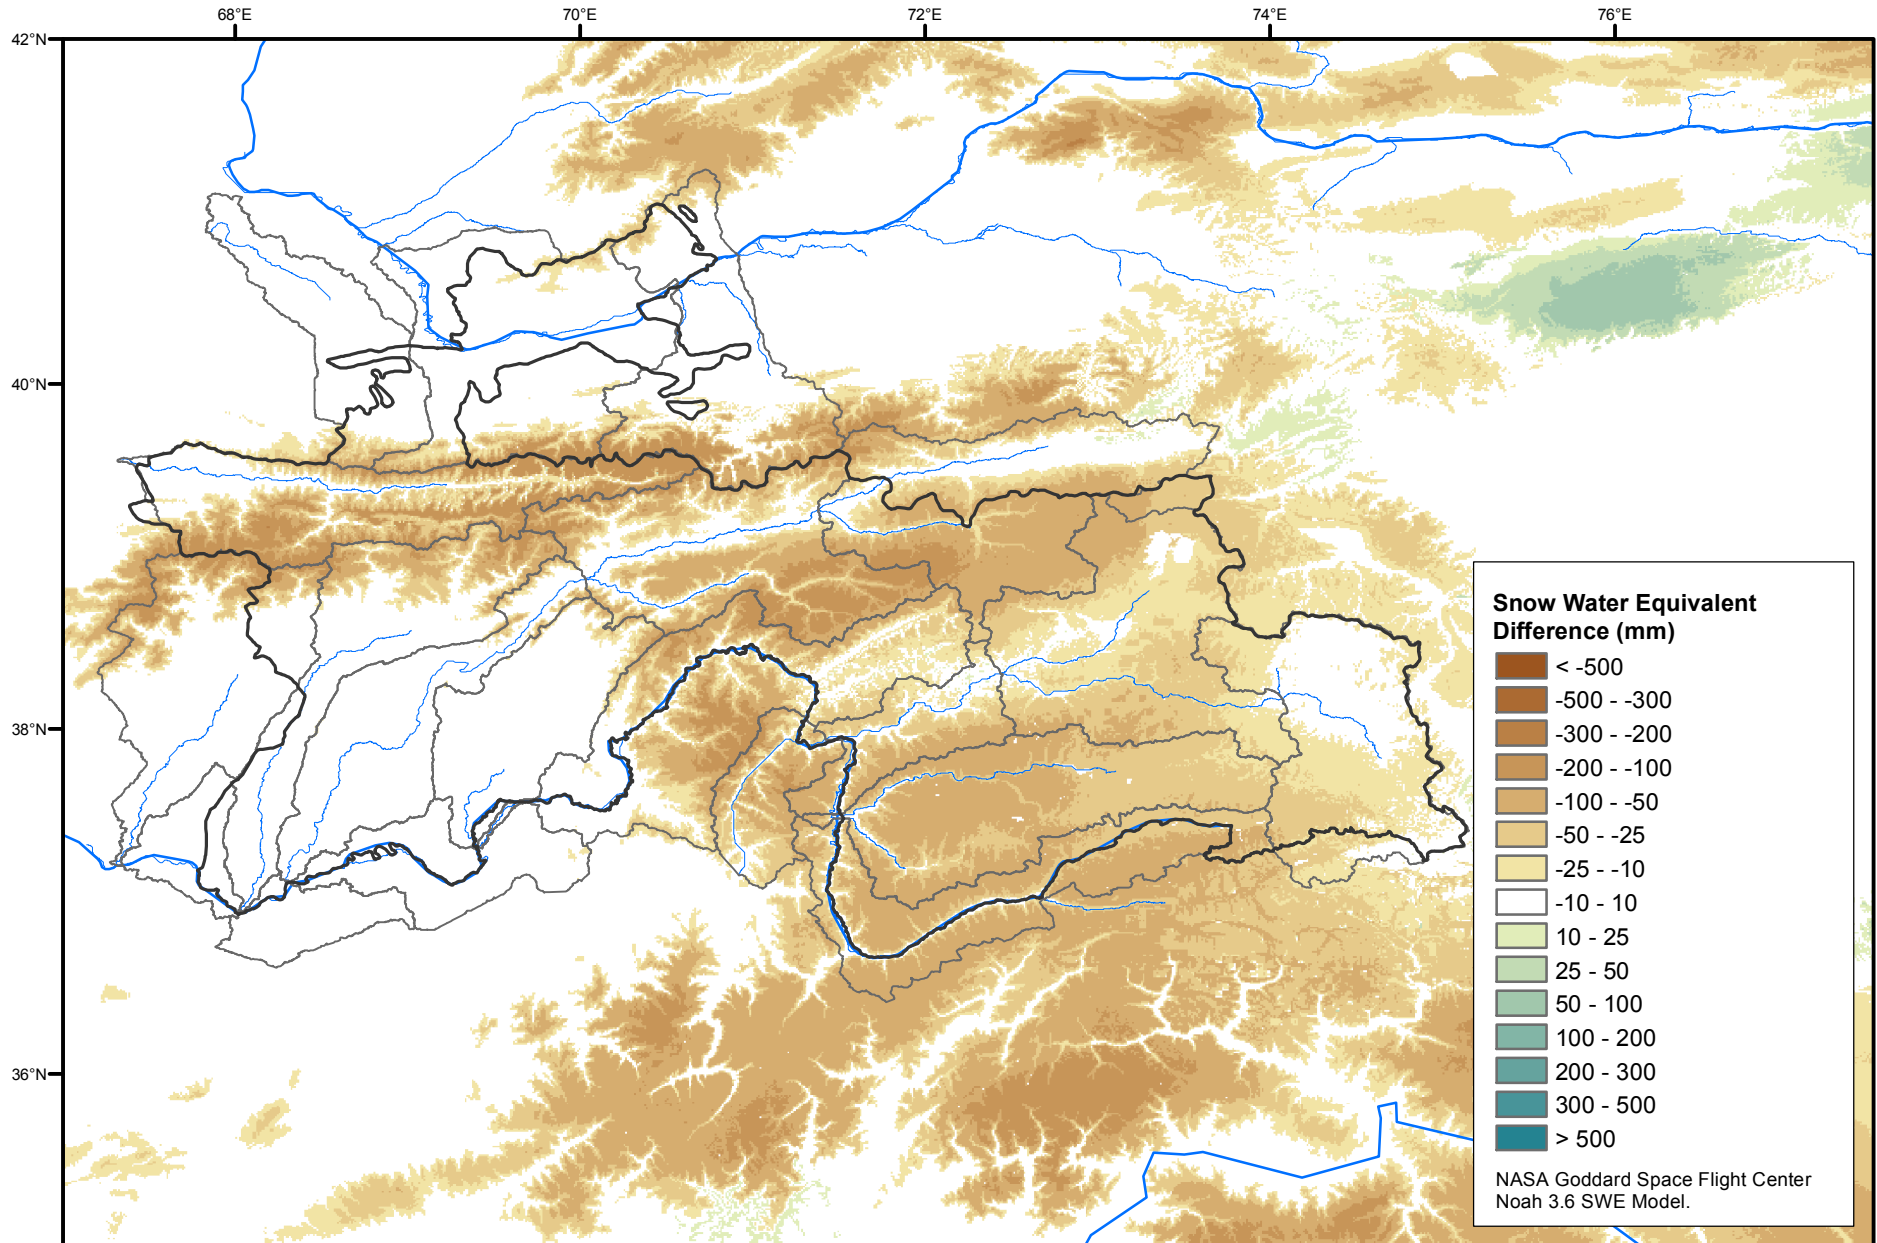 68°E 70°E 72°E 74°E 76°E
42°N
40°N
38°N
36°N
Snow Water Equivalent
Difference (mm)
< -500
-500 - -300
-300 - -200
-200 - -100
-100 - -50
-50 - -25
-25 - -10
-10 - 10
10 - 25
25 - 50
50 - 100
100 - 200
200 - 300
300 - 500
> 500
NASA Goddard Space Flight Center
Noah 3.6 SWE Model.